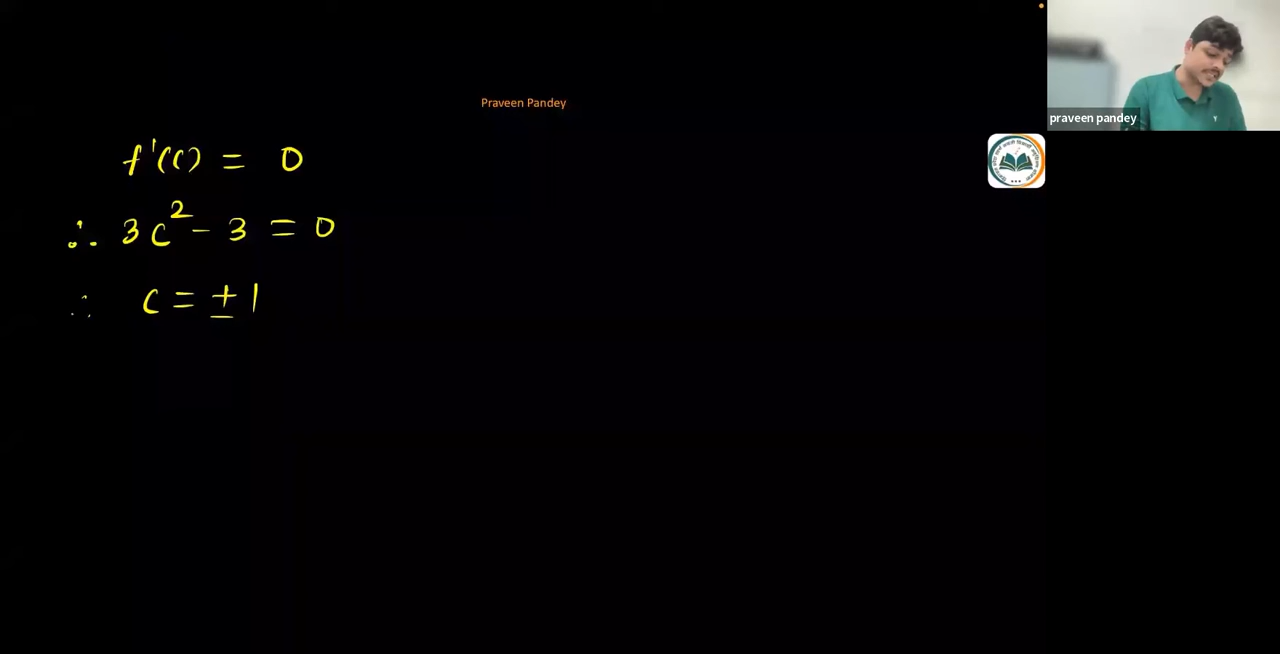 Praveen Pandey
praveen pandey
f'(c) = 0
∴ 3c² - 3 = 0
∴ c = ± 1